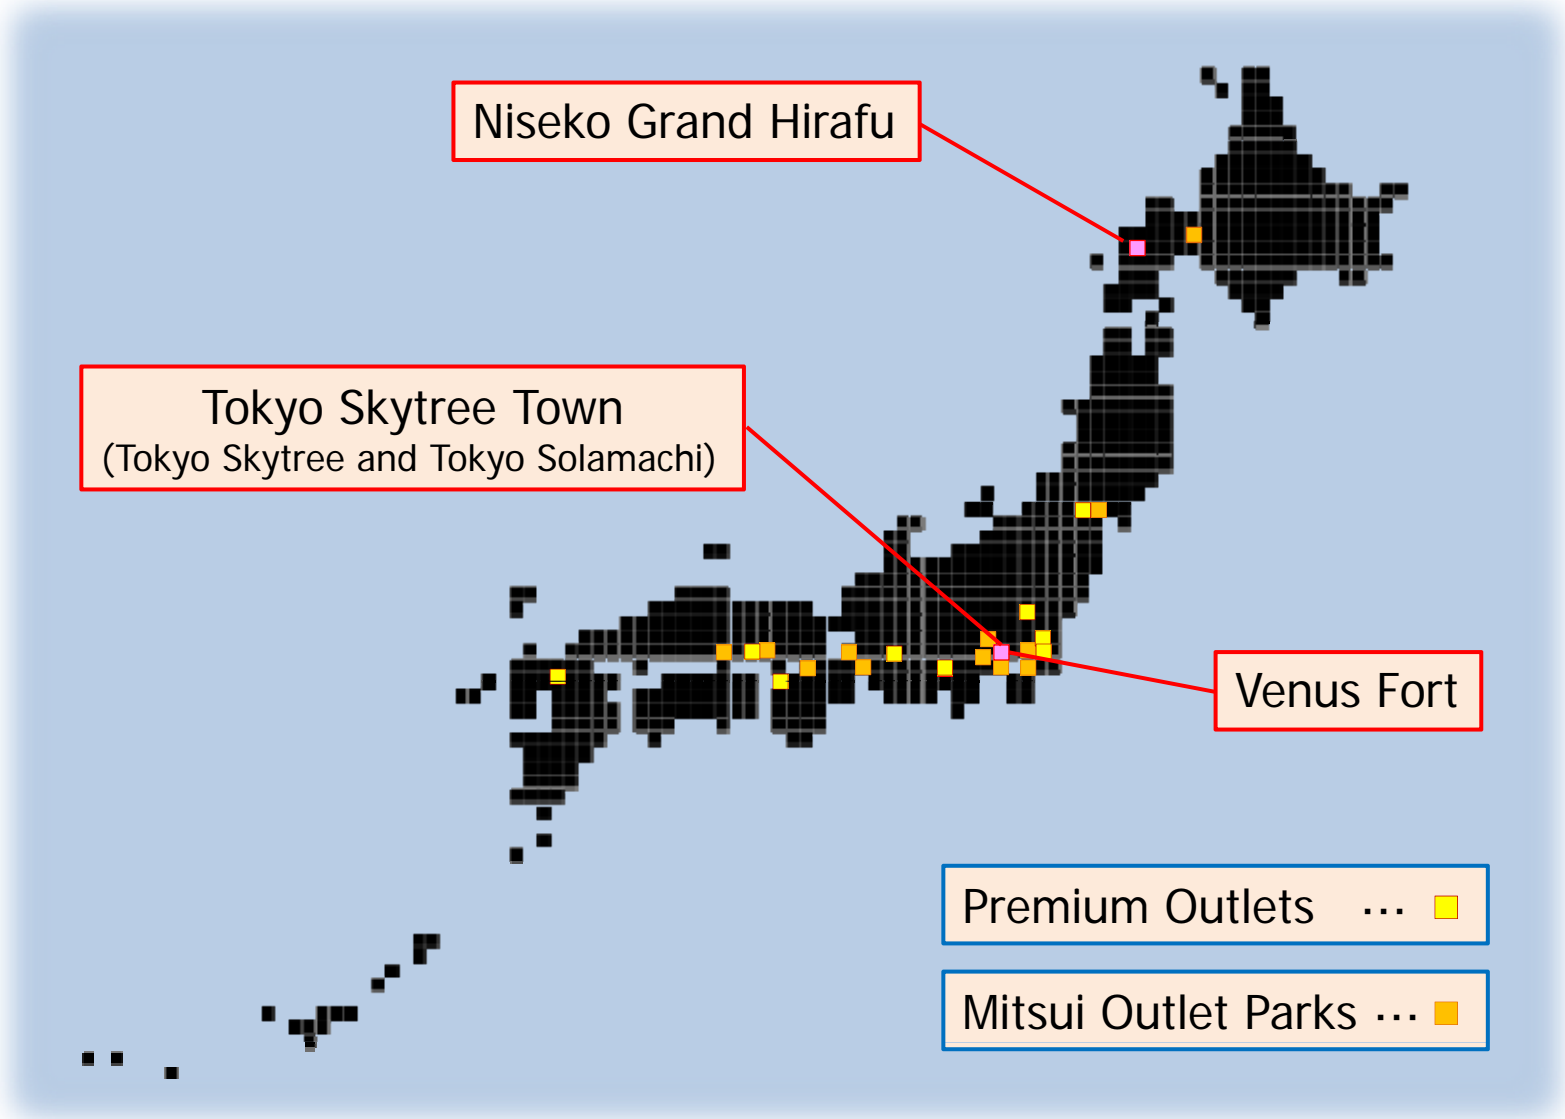 Niseko Grand Hirafu
Tokyo Skytree Town
(Tokyo Skytree and Tokyo Solamachi)
Venus Fort
Premium Outlets …
Mitsui Outlet Parks …